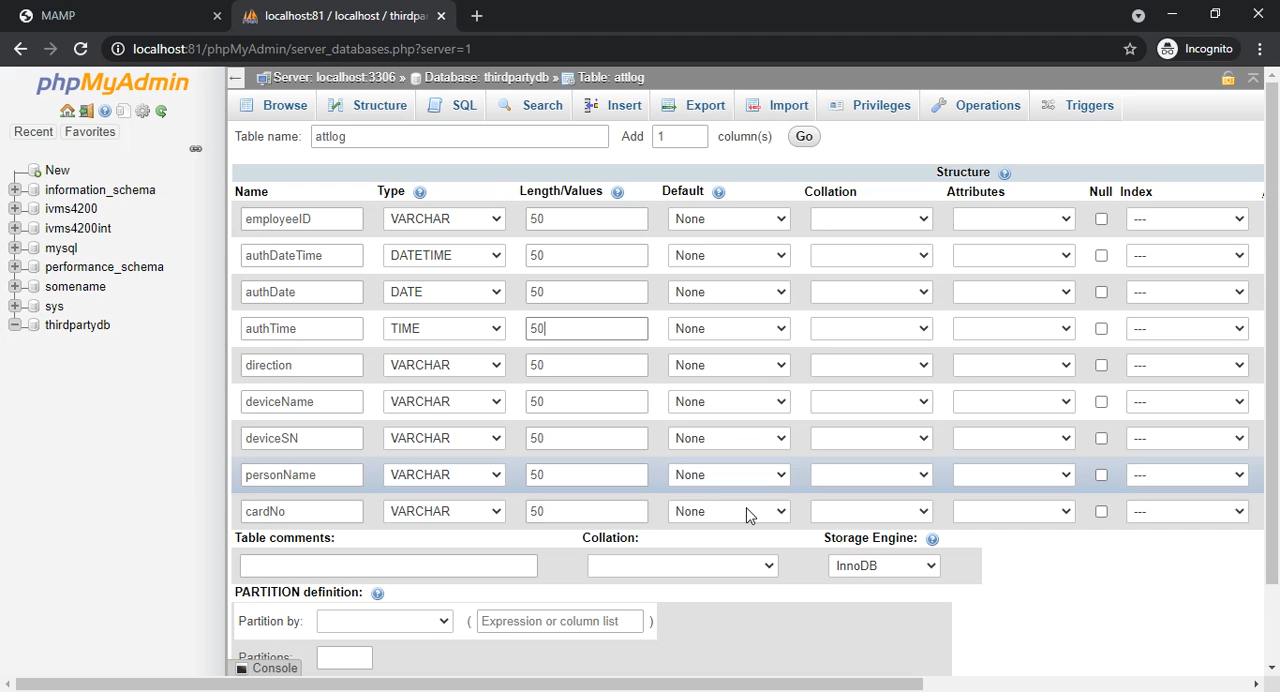 MAMP
localhost:81 / localhost / thirdpar
localhost:81/phpMyAdmin/server_databases.php?server=1
Incognito
phpMyAdmin
Recent
Favorites
New
information_schema
ivms4200
ivms4200int
mysql
performance_schema
somename
sys
thirdpartydb
Server: localhost:3306 » Database: thirdpartydb » Table: attlog
Browse Structure SQL Search Insert Export Import Privileges Operations Triggers
Table name: attlog Add 1 column(s) Go
Structure
Name Type Length/Values Default Collation Attributes Null Index
employeeID VARCHAR 50 None ---
authDateTime DATETIME 50 None ---
authDate DATE 50 None ---
authTime TIME 50 None ---
direction VARCHAR 50 None ---
deviceName VARCHAR 50 None ---
deviceSN VARCHAR 50 None ---
personName VARCHAR 50 None ---
cardNo VARCHAR 50 None ---
Table comments: Collation: Storage Engine:
InnoDB
PARTITION definition:
Partition by: ( Expression or column list )
Partitions:
Console